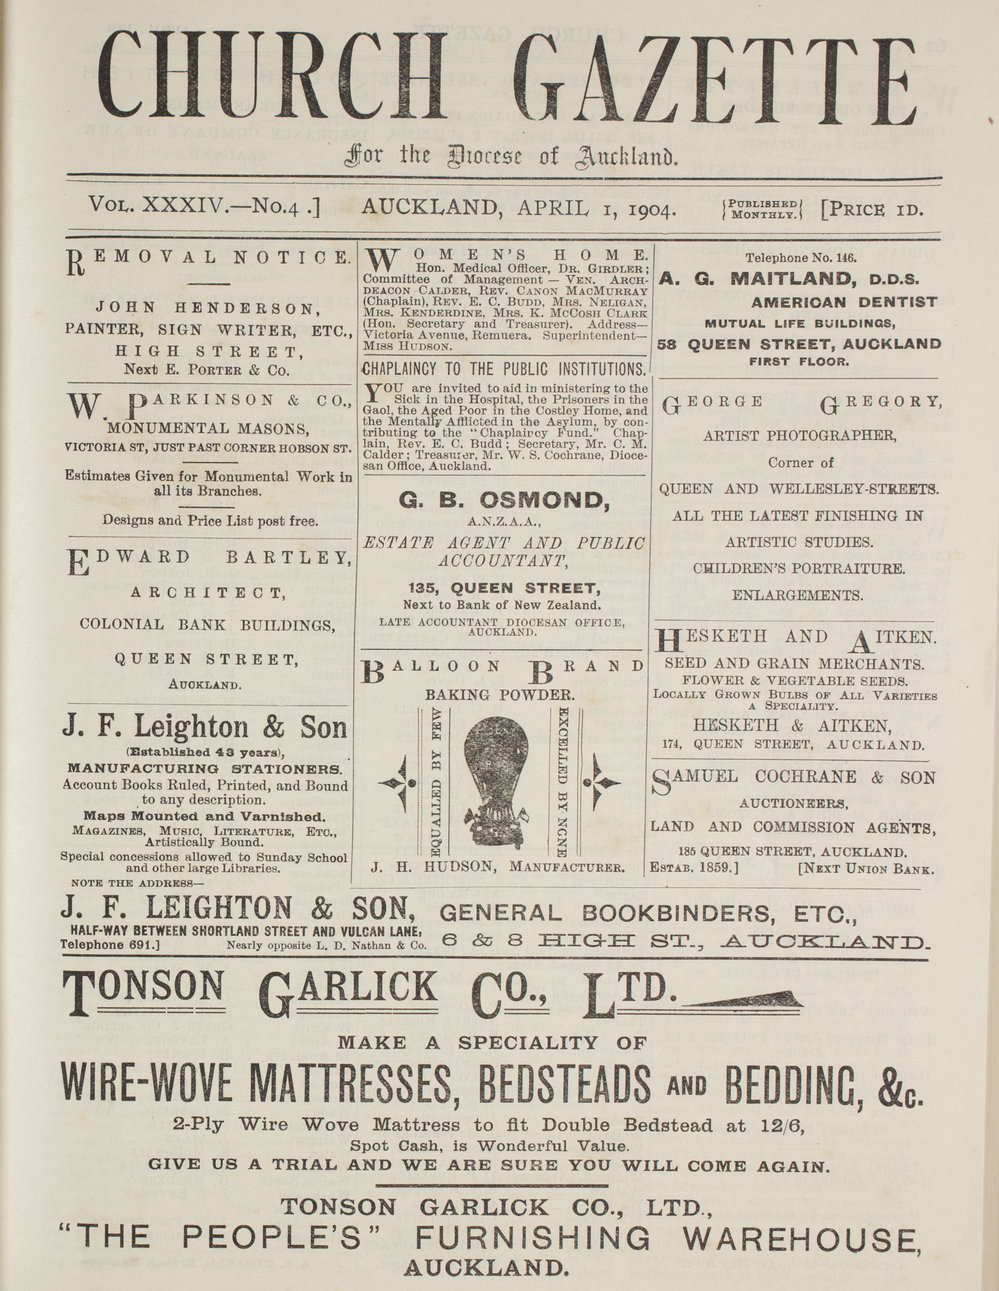 CHURCH GAZETTE
For the Diocese of Auckland.
VOL. XXXIV.—No.4 .] AUCKLAND, APRIL 1, 1904. {PUBLISHED MONTHLY.} [PRICE 1D.
REMOVAL NOTICE.
JOHN HENDERSON,
PAINTER, SIGN WRITER, ETC.,
HIGH STREET,
Next E. PORTER & Co.
W. PARKINSON & CO.,
MONUMENTAL MASONS,
VICTORIA ST, JUST PAST CORNER HOBSON ST.
Estimates Given for Monumental Work in
all its Branches.
Designs and Price List post free.
EDWARD BARTLEY,
ARCHITECT,
COLONIAL BANK BUILDINGS,
QUEEN STREET,
AUCKLAND.
J. F. Leighton & Son
(Established 43 years),
MANUFACTURING STATIONERS.
Account Books Ruled, Printed, and Bound
to any description.
Maps Mounted and Varnished.
MAGAZINES, MUSIC, LITERATURE, ETC.,
Artistically Bound.
Special concessions allowed to Sunday School
and other large Libraries.
NOTE THE ADDRESS—
WOMEN'S HOME.
Hon. Medical Officer, DR. GIRDLER;
Committee of Management — VEN. ARCH-
DEACON CALDER, REV. CANON MACMURRAY
(Chaplain), REV. E. C. BUDD, MRS. NELIGAN,
MRS. KENDERDINE, MRS. K. MCCOSH CLARK
(Hon. Secretary and Treasurer). Address—
Victoria Avenue, Remuera. Superintendent—
MISS HUDSON.
CHAPLAINCY TO THE PUBLIC INSTITUTIONS.
YOU are invited to aid in ministering to the
Sick in the Hospital, the Prisoners in the
Gaol, the Aged Poor in the Costley Home, and
the Mentally Afflicted in the Asylum, by con-
tributing to the "Chaplaincy Fund." Chap-
lain, Rev. E. C. Budd; Secretary, Mr. C. M.
Calder; Treasurer, Mr. W. S. Cochrane, Dioce-
san Office, Auckland.
G. B. OSMOND,
A.N.Z.A.A.,
ESTATE AGENT AND PUBLIC
ACCOUNTANT,
135, QUEEN STREET,
Next to Bank of New Zealand.
LATE ACCOUNTANT DIOCESAN OFFICE,
AUCKLAND.
BALLOON BRAND
BAKING POWDER.
EQUALLED BY FEW
EXCELLED BY NONE
J. H. HUDSON, MANUFACTURER.
Telephone No. 146.
A. G. MAITLAND, D.D.S.
AMERICAN DENTIST
MUTUAL LIFE BUILDINGS,
58 QUEEN STREET, AUCKLAND
FIRST FLOOR.
GEORGE GREGORY,
ARTIST PHOTOGRAPHER,
Corner of
QUEEN AND WELLESLEY-STREETS.
ALL THE LATEST FINISHING IN
ARTISTIC STUDIES.
CHILDREN'S PORTRAITURE.
ENLARGEMENTS.
HESKETH AND AITKEN.
SEED AND GRAIN MERCHANTS.
FLOWER & VEGETABLE SEEDS.
LOCALLY GROWN BULBS OF ALL VARIETIES
A SPECIALITY.
HESKETH & AITKEN,
174, QUEEN STREET, AUCKLAND.
SAMUEL COCHRANE & SON
AUCTIONEERS,
LAND AND COMMISSION AGENTS,
185 QUEEN STREET, AUCKLAND.
ESTAB. 1859.] [NEXT UNION BANK.
J. F. LEIGHTON & SON, GENERAL BOOKBINDERS, ETC.,
HALF-WAY BETWEEN SHORTLAND STREET AND VULCAN LANE,
Telephone 691.] Nearly opposite L. D. Nathan & Co. 6 & 8 HIGH ST., AUCKLAND.
TONSON GARLICK CO., LTD.
MAKE A SPECIALITY OF
WIRE-WOVE MATTRESSES, BEDSTEADS AND BEDDING, &c.
2-Ply Wire Wove Mattress to fit Double Bedstead at 12/6,
Spot Cash, is Wonderful Value.
GIVE US A TRIAL AND WE ARE SURE YOU WILL COME AGAIN.
TONSON GARLICK CO., LTD.,
"THE PEOPLE'S" FURNISHING WAREHOUSE,
AUCKLAND.